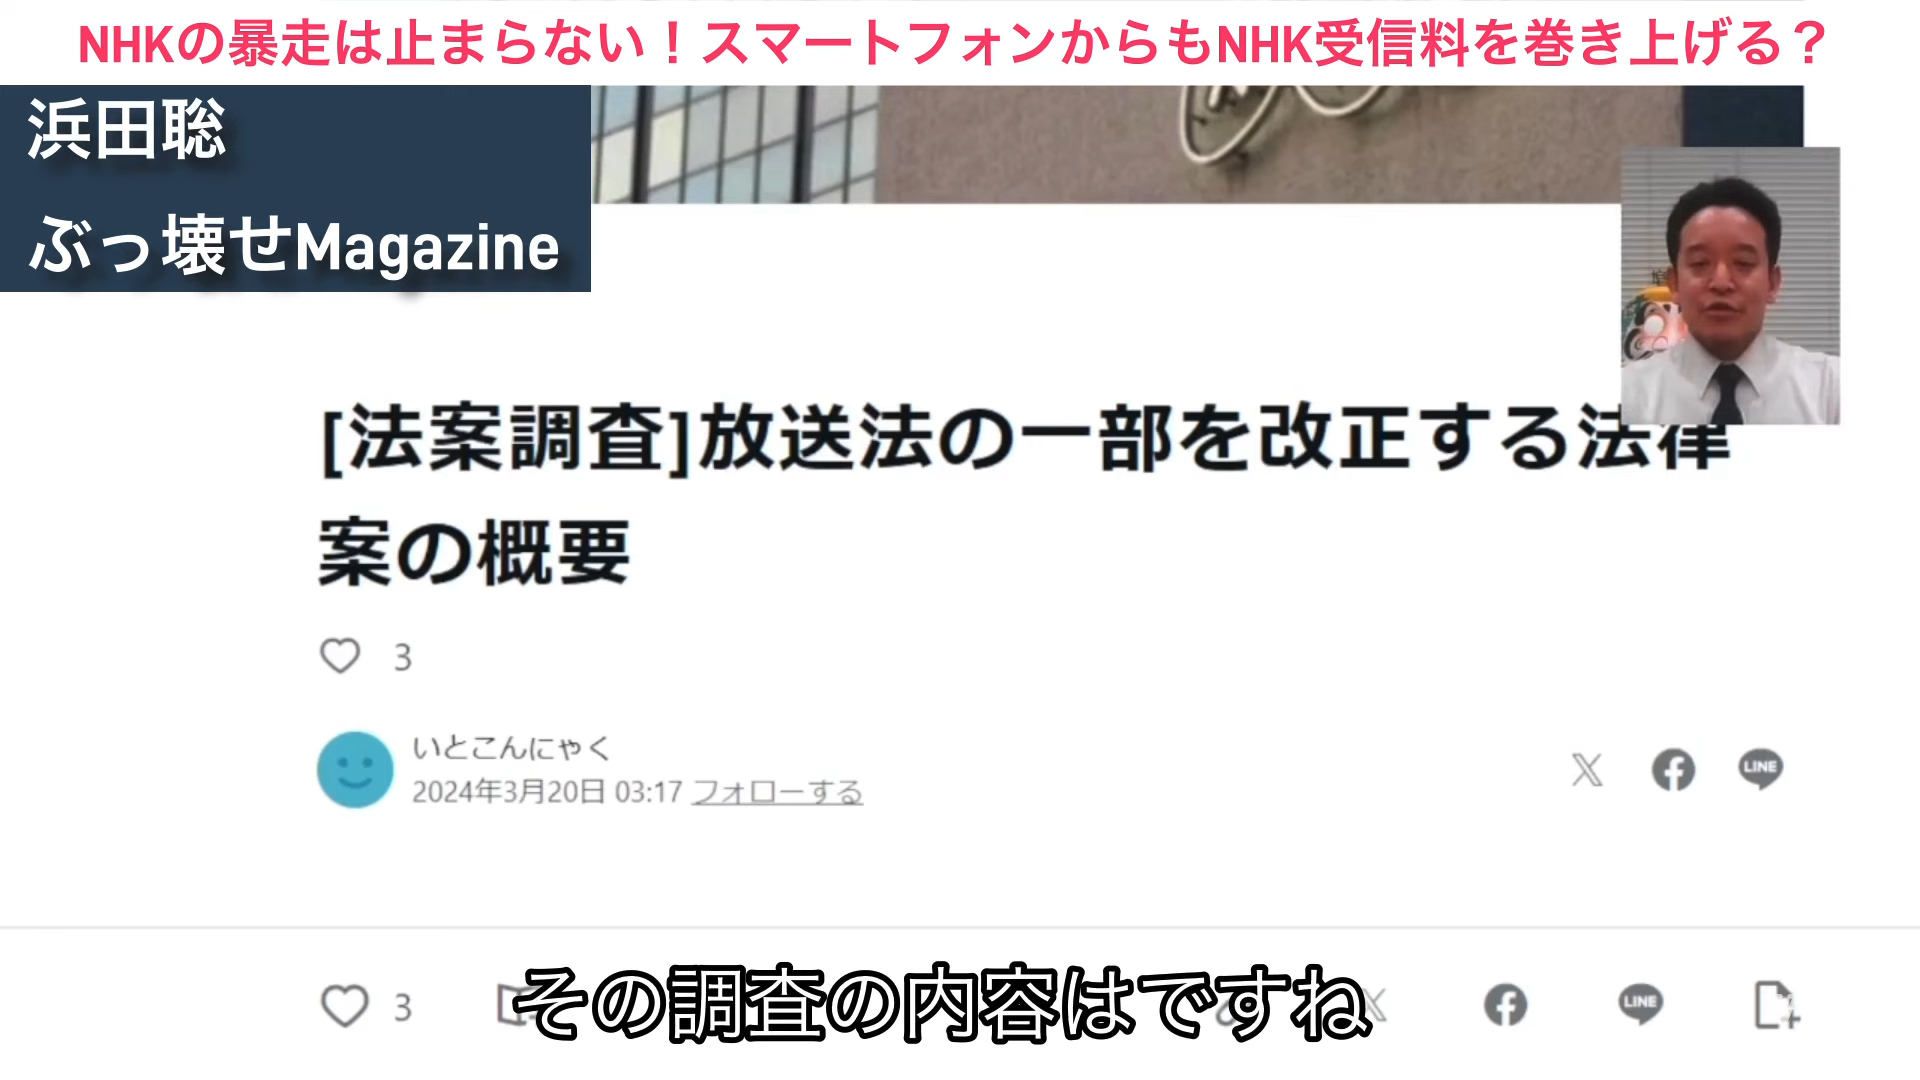 NHKの暴走は止まらない！スマートフォンからもNHK受信料を巻き上げる？
浜田聡
ぶっ壊せMagazine
[法案調査]放送法の一部を改正する法律
案の概要
3
いとこんにゃく
2024年3月20日 03:17 フォローする
LINE
3
その調査の内容はですね
LINE